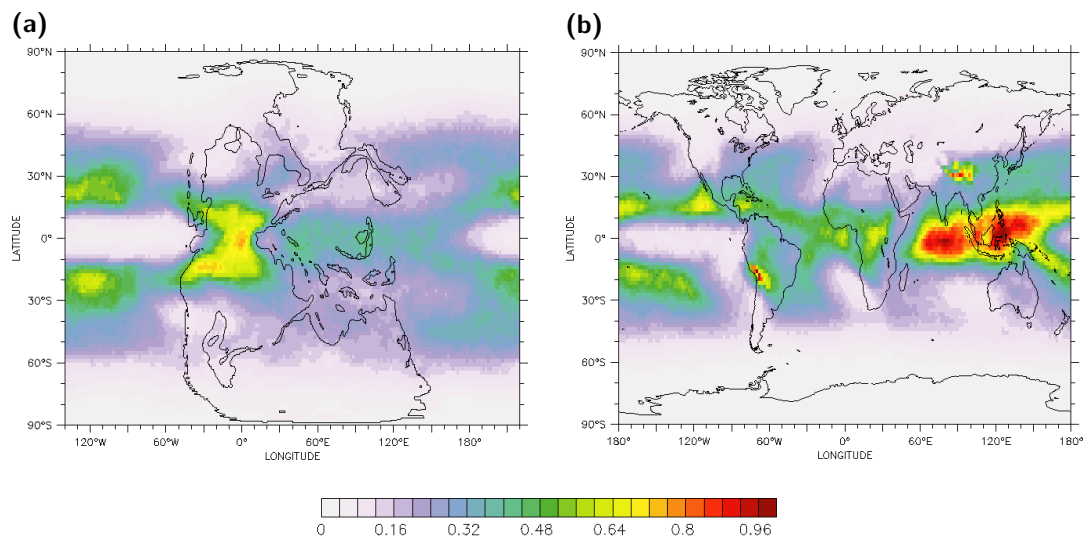 (a)
90°N
60°N
30°N
0°
30°S
60°S
90°S
LATITUDE
120°W 60°W 0° 60°E 120°E 180°
LONGITUDE
(b)
90°N
60°N
30°N
0°
30°S
60°S
90°S
LATITUDE
180° 120°W 60°W 0° 60°E 120°E 180°
LONGITUDE
0 0.16 0.32 0.48 0.64 0.8 0.96